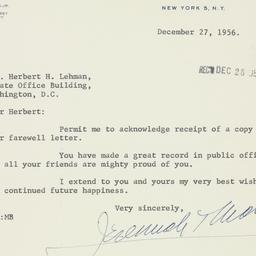 NEW YORK 5, N.Y.
December 27, 1956.
REC'D DEC 28
. Herbert H. Lehman,
ate Office Building,
hington, D.C.
r Herbert:
Permit me to acknowledge receipt of a copy
r farewell letter.
You have made a great record in public offi
all your friends are mighty proud of you.
I extend to you and yours my very best wish
continued future happiness.
Very sincerely,
Jeremiah T.
:MB